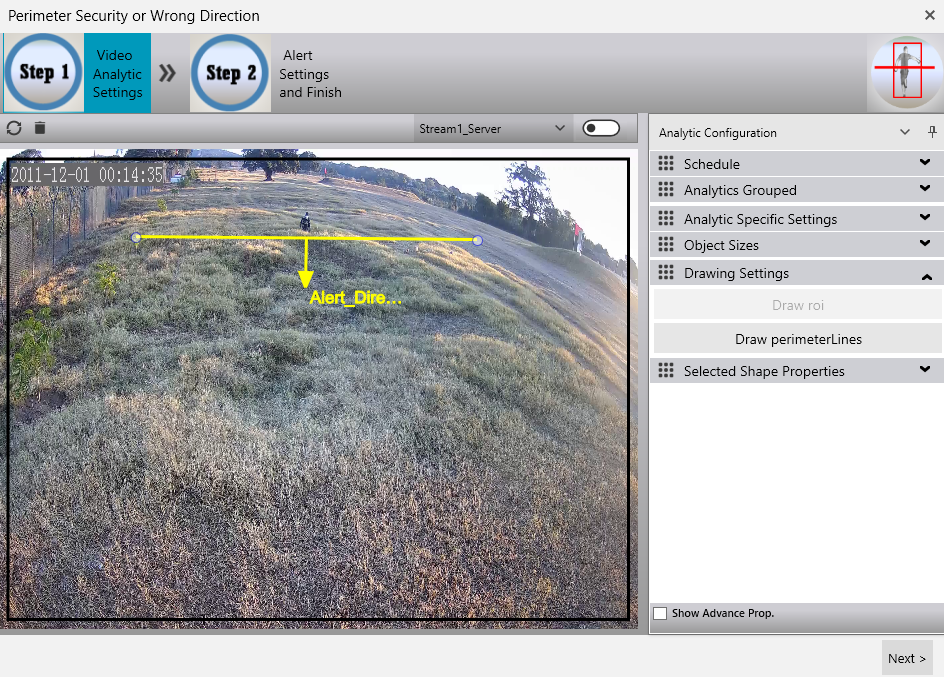 Perimeter Security or Wrong Direction
Step 1
Video
Analytic
Settings
Step 2
Alert
Settings
and Finish
Stream1_Server
2011-12-01 00:14:35
Alert_Dire...
Analytic Configuration
Schedule
Analytics Grouped
Analytic Specific Settings
Object Sizes
Drawing Settings
Draw roi
Draw perimeterLines
Selected Shape Properties
Show Advance Prop.
Next >